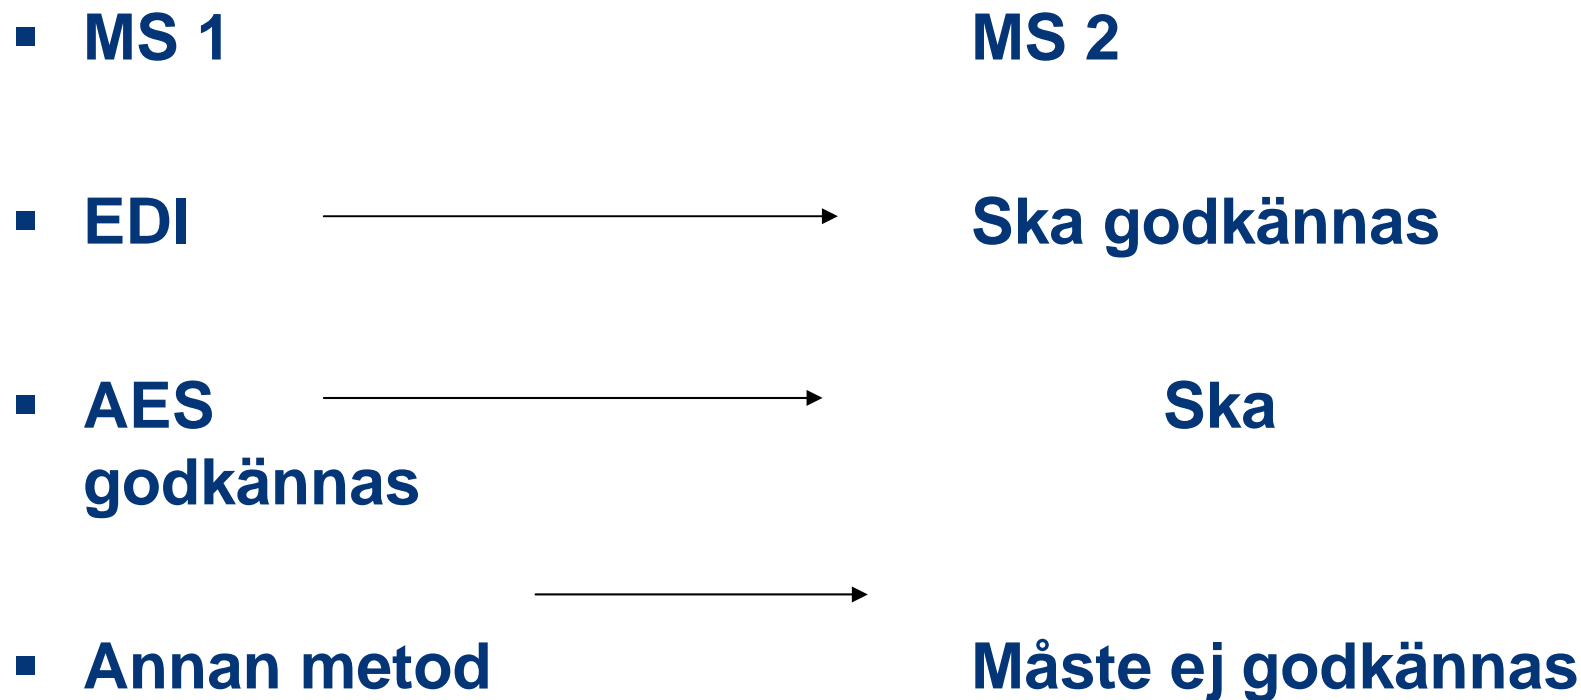 ▪ MS 1 MS 2
▪ EDI Ska godkännas
▪ AES Ska
godkännas
▪ Annan metod Måste ej godkännas